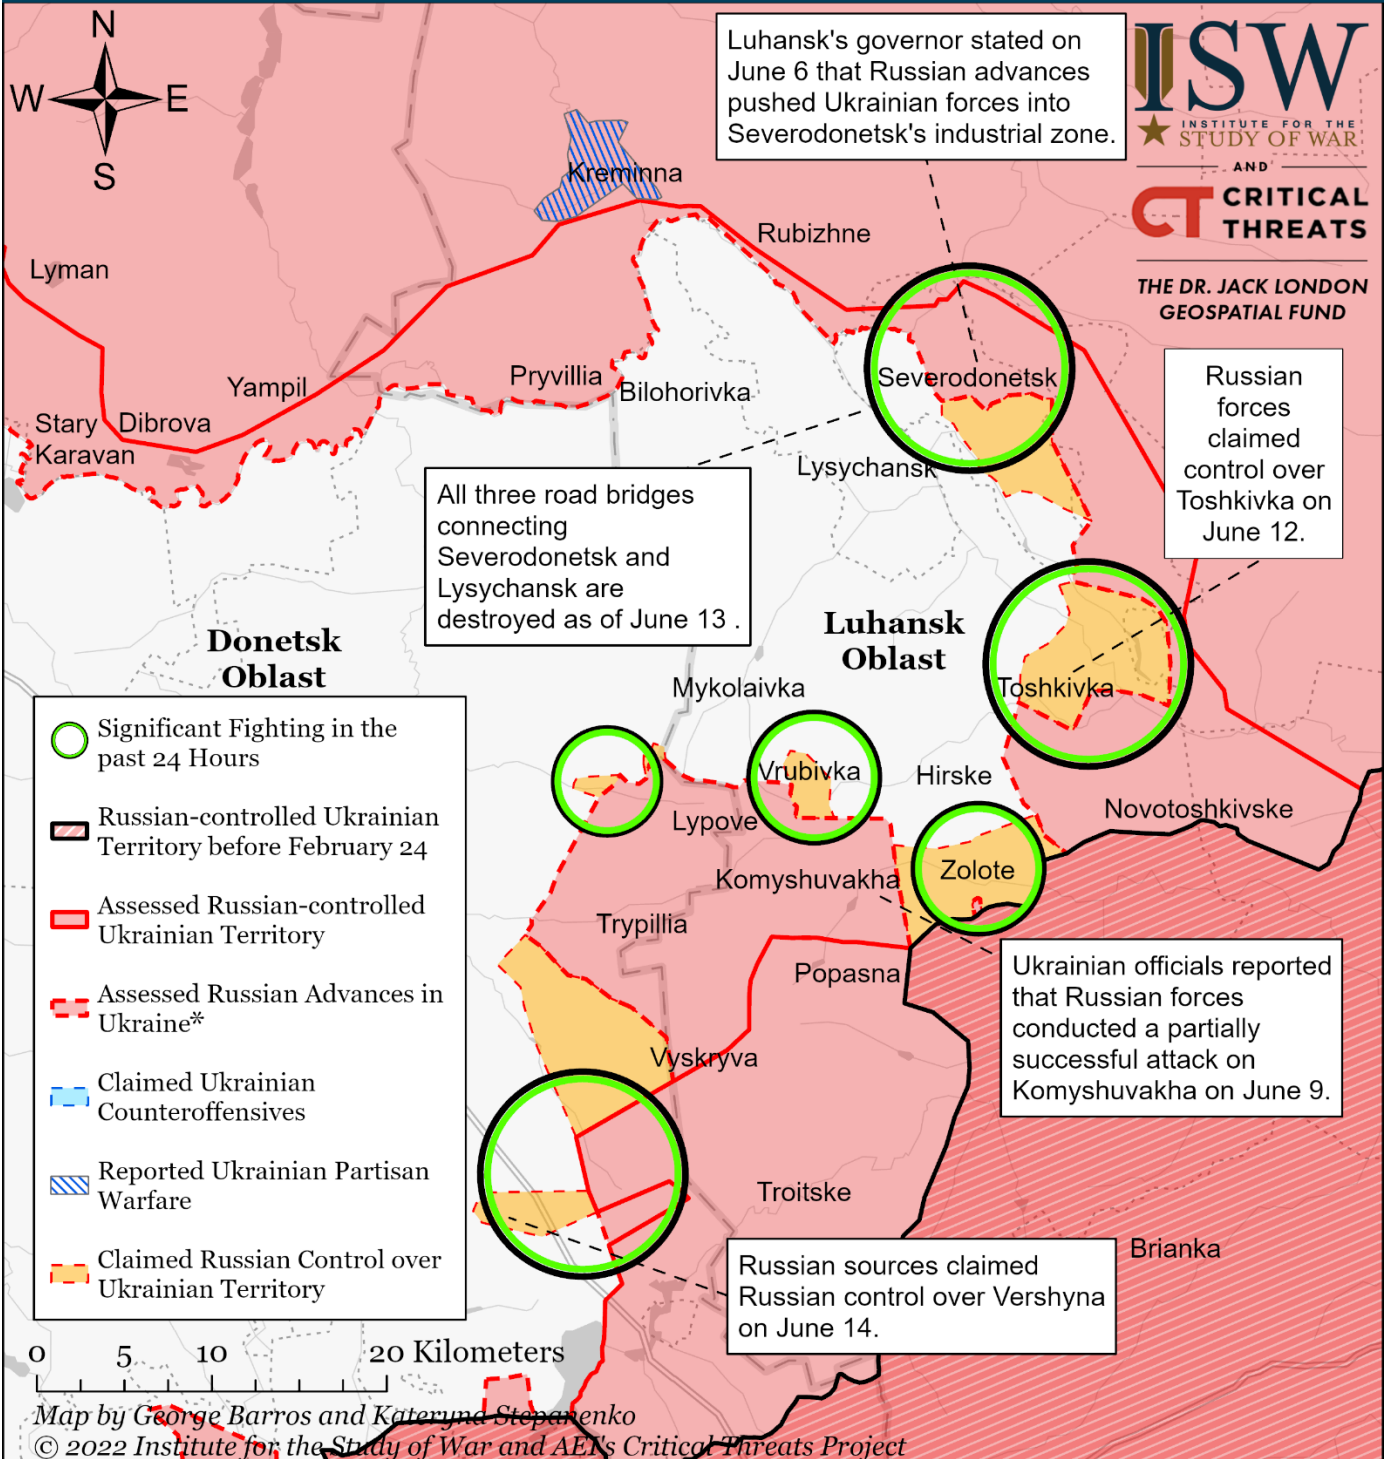 N
W E
S
Luhansk's governor stated on
June 6 that Russian advances
pushed Ukrainian forces into
Severodonetsk's industrial zone.
ISW
INSTITUTE FOR THE
STUDY OF WAR
AND
CT CRITICAL
THREATS
THE DR. JACK LONDON
GEOSPATIAL FUND
Kreminna
Rubizhne
Lyman
Russian
forces
claimed
control over
Toshkivka on
June 12.
Yampil
Pryvillia
Bilohorivka
Severodonetsk
Stary
Karavan
Dibrova
Lysychansk
All three road bridges
connecting
Severodonetsk and
Lysychansk are
destroyed as of June 13 .
Donetsk
Oblast
Luhansk
Oblast
Mykolaivka
Toshkivka
Vrubivka
Hirske
Lypove
Novotoshkivske
Komyshuvakha
Zolote
Trypillia
Popasna
Ukrainian officials reported
that Russian forces
conducted a partially
successful attack on
Komyshuvakha on June 9.
Vyskryva
Troitske
Brianka
Russian sources claimed
Russian control over Vershyna
on June 14.
Significant Fighting in the
past 24 Hours
Russian-controlled Ukrainian
Territory before February 24
Assessed Russian-controlled
Ukrainian Territory
Assessed Russian Advances in
Ukraine*
Claimed Ukrainian
Counteroffensives
Reported Ukrainian Partisan
Warfare
Claimed Russian Control over
Ukrainian Territory
0 5 10 20 Kilometers
Map by George Barros and Kateryna Stepanenko
© 2022 Institute for the Study of War and AEI's Critical Threats Project